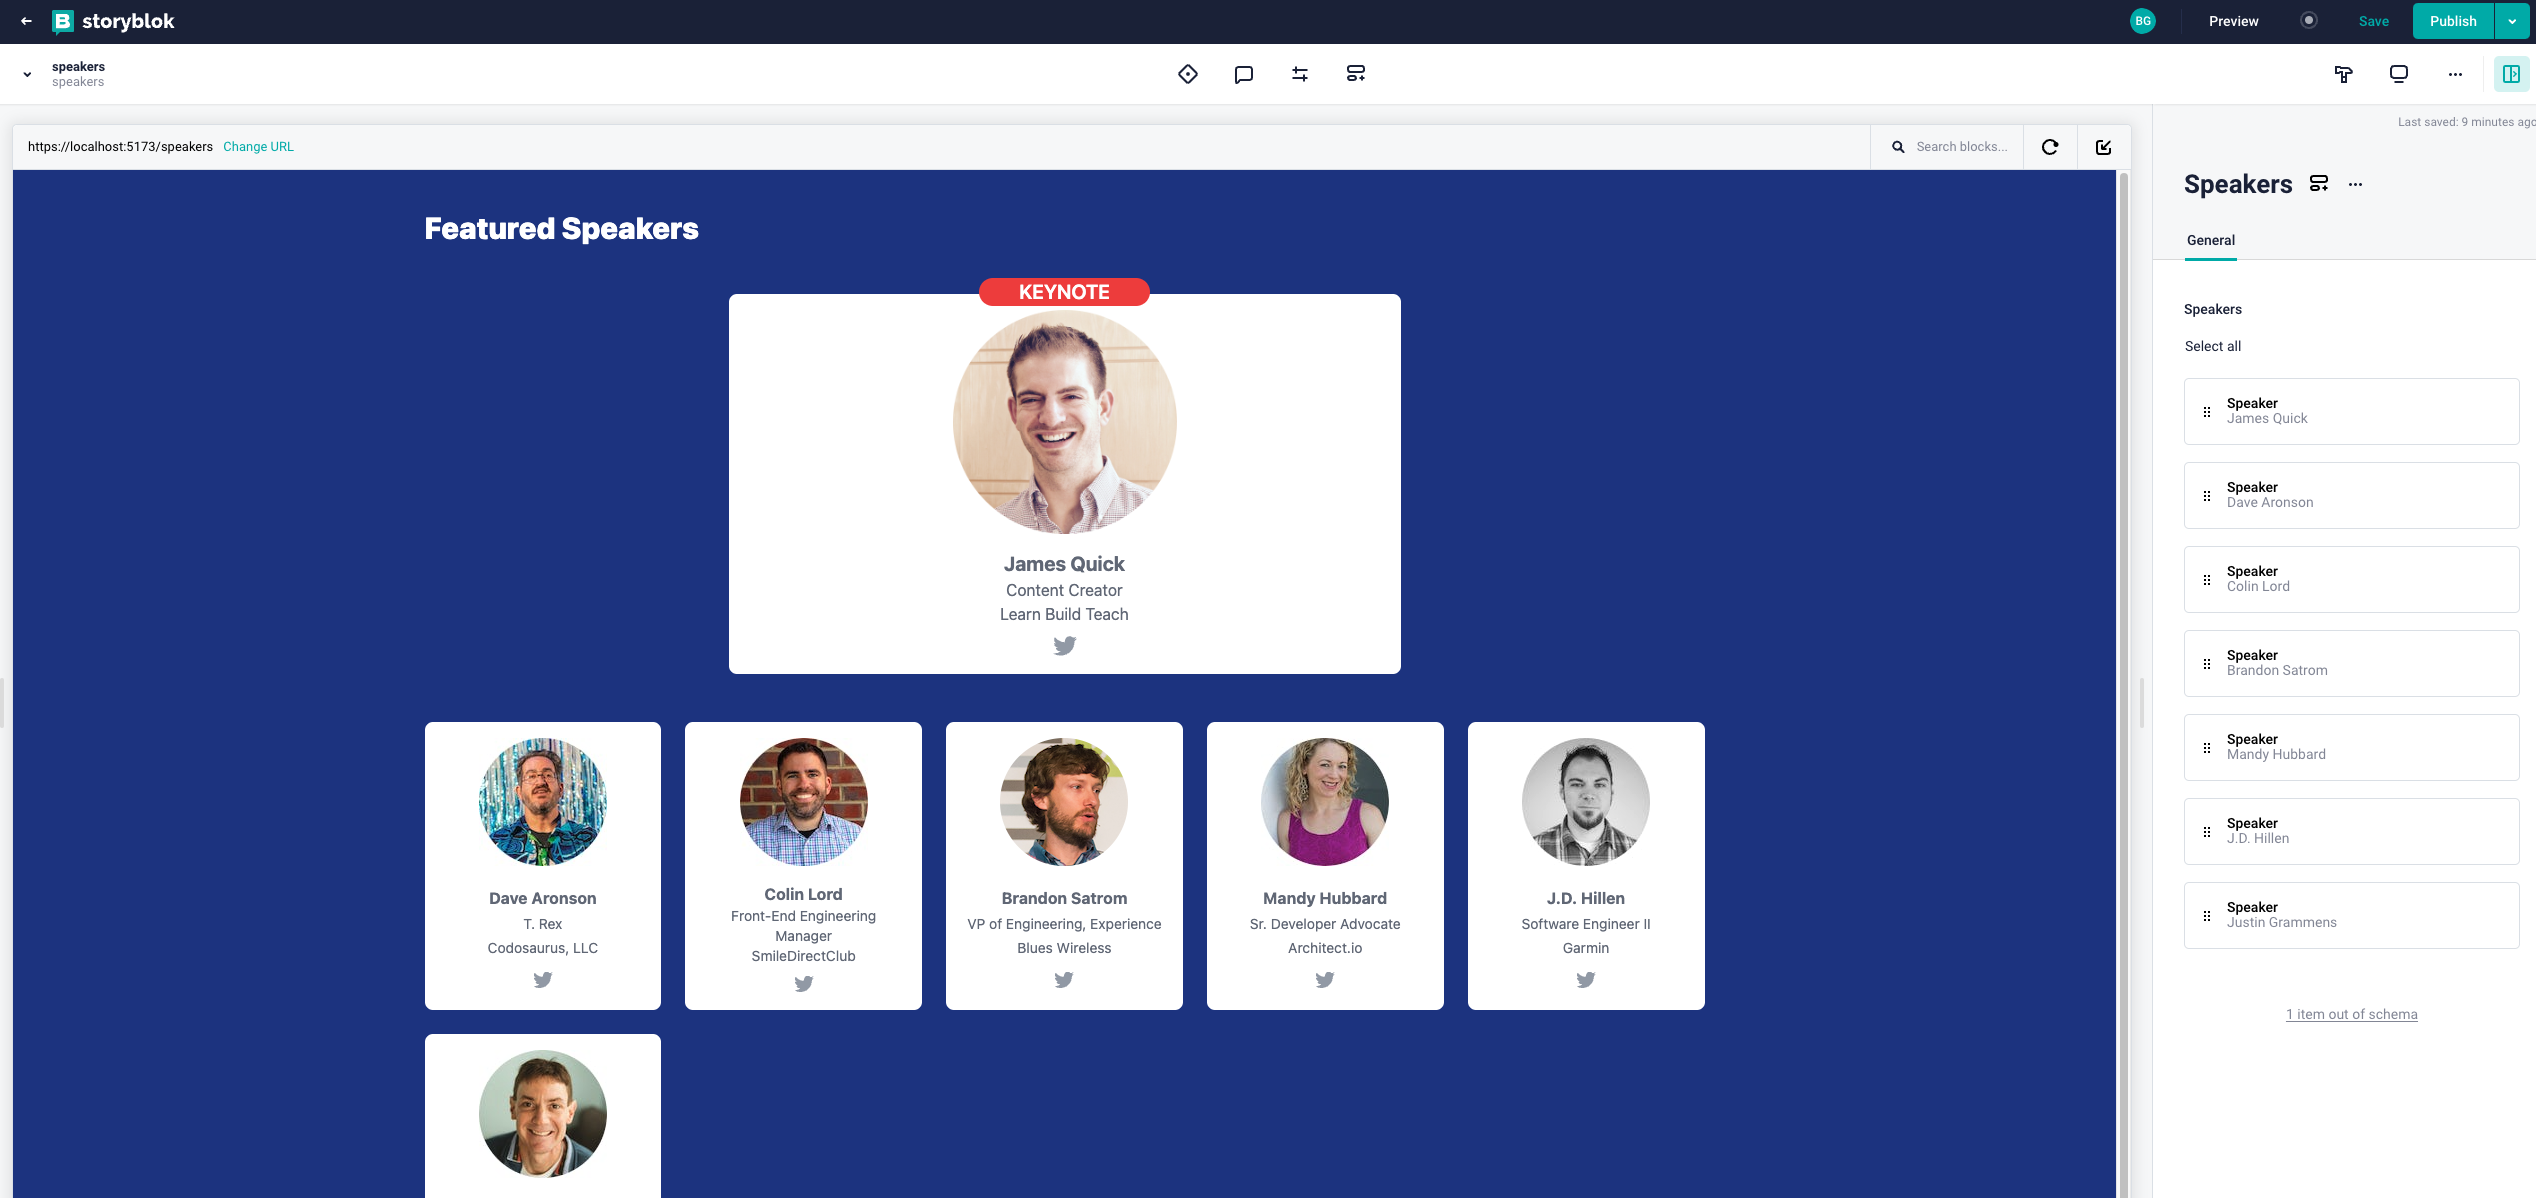 storyblok
BG
Preview
Save
Publish
speakers
speakers
https://localhost:5173/speakers Change URL
Search blocks...
Featured Speakers
KEYNOTE
James Quick
Content Creator
Learn Build Teach
Dave Aronson
T. Rex
Codosaurus, LLC
Colin Lord
Front-End Engineering
Manager
SmileDirectClub
Brandon Satrom
VP of Engineering, Experience
Blues Wireless
Mandy Hubbard
Sr. Developer Advocate
Architect.io
J.D. Hillen
Software Engineer II
Garmin
Last saved: 9 minutes ago
Speakers
General
Speakers
Select all
Speaker
James Quick
Speaker
Dave Aronson
Speaker
Colin Lord
Speaker
Brandon Satrom
Speaker
Mandy Hubbard
Speaker
J.D. Hillen
Speaker
Justin Grammens
1 item out of schema